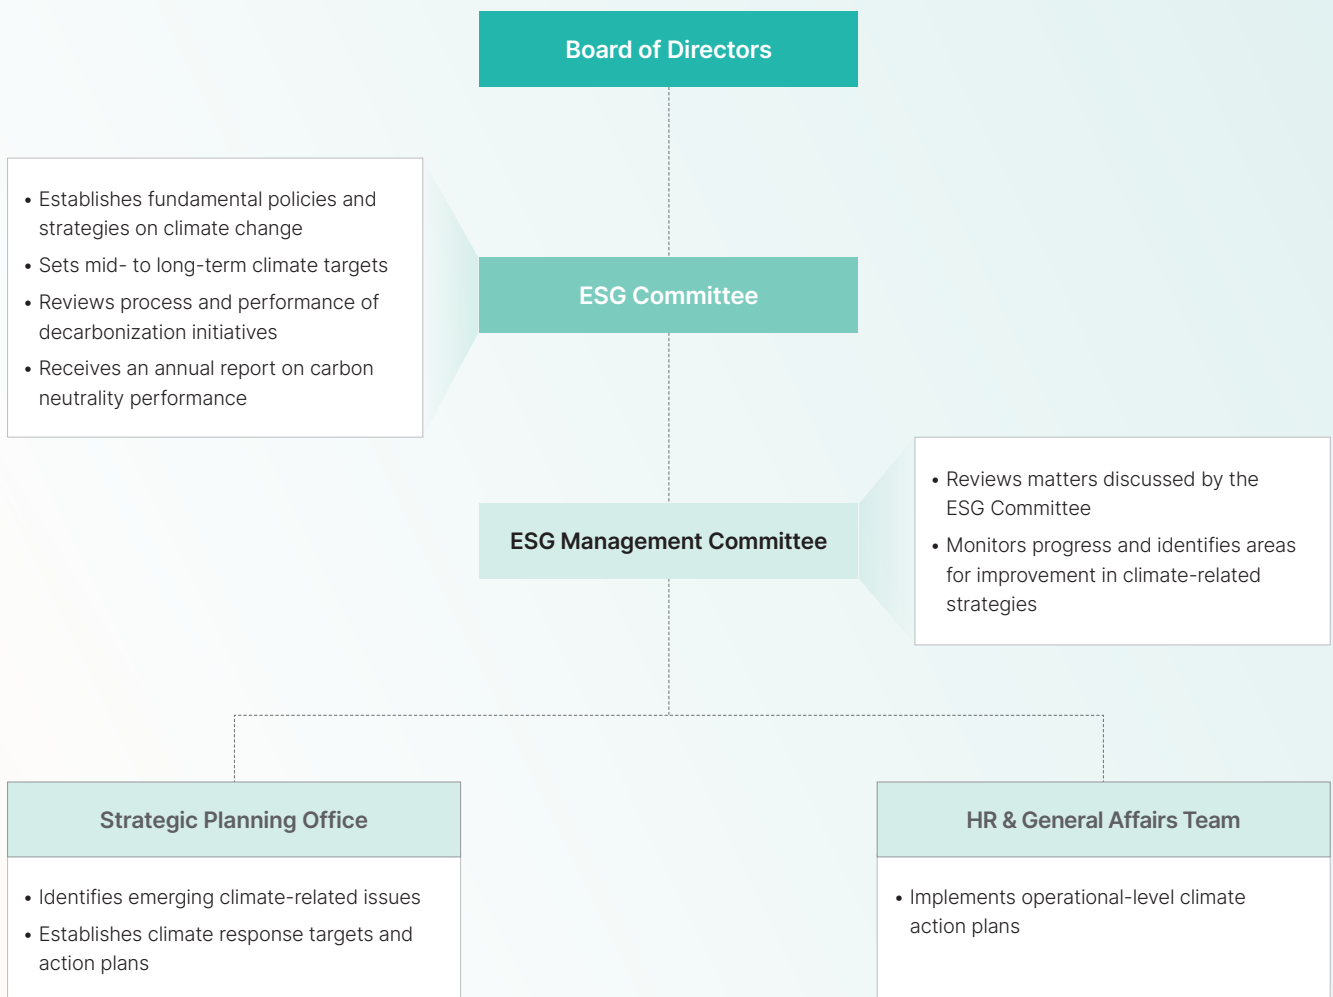 Board of Directors
• Establishes fundamental policies and
strategies on climate change
• Sets mid- to long-term climate targets
• Reviews process and performance of
decarbonization initiatives
• Receives an annual report on carbon
neutrality performance
ESG Committee
ESG Management Committee
• Reviews matters discussed by the
ESG Committee
• Monitors progress and identifies areas
for improvement in climate-related
strategies
Strategic Planning Office
• Identifies emerging climate-related issues
• Establishes climate response targets and
action plans
HR & General Affairs Team
• Implements operational-level climate
action plans